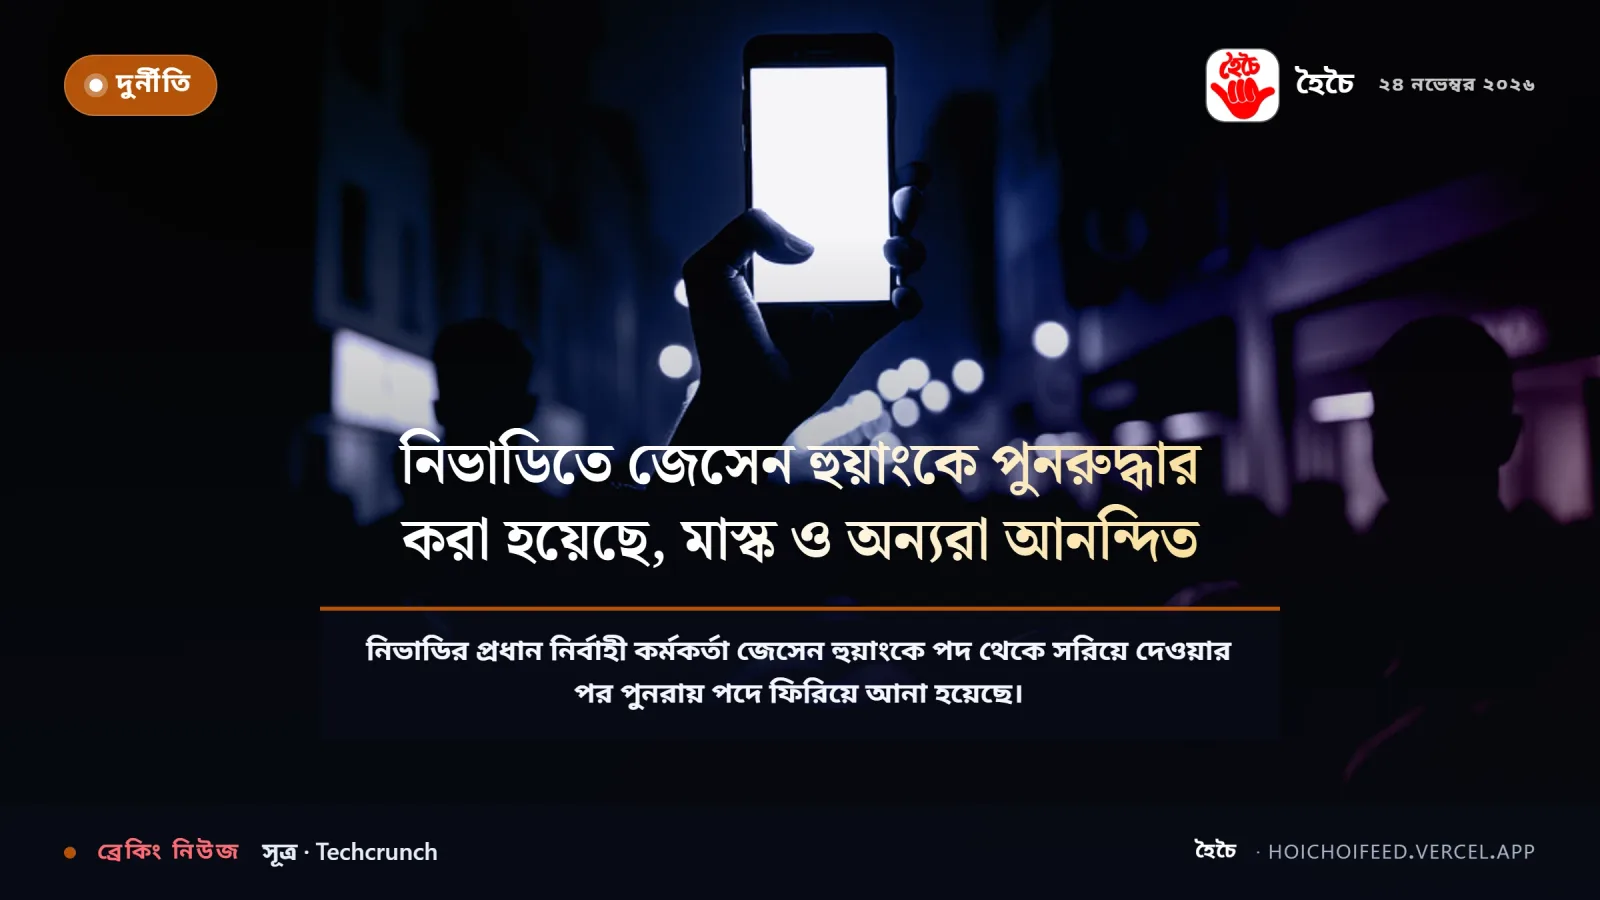 দুর্নীতি
হৈচৈ
হৈচৈ ২৪ নভেম্বর ২০২৬
নিভাডিতে জেসেন হুয়াংকে পুনরুদ্ধার
করা হয়েছে, মাস্ক ও অন্যরা আনন্দিত
নিভাডির প্রধান নির্বাহী কর্মকর্তা জেসেন হুয়াংকে পদ থেকে সরিয়ে দেওয়ার
পর পুনরায় পদে ফিরিয়ে আনা হয়েছে।
ব্রেকিং নিউজ সূত্র · Techcrunch
হৈচৈ · HOICHOIFEED.VERCEL.APP